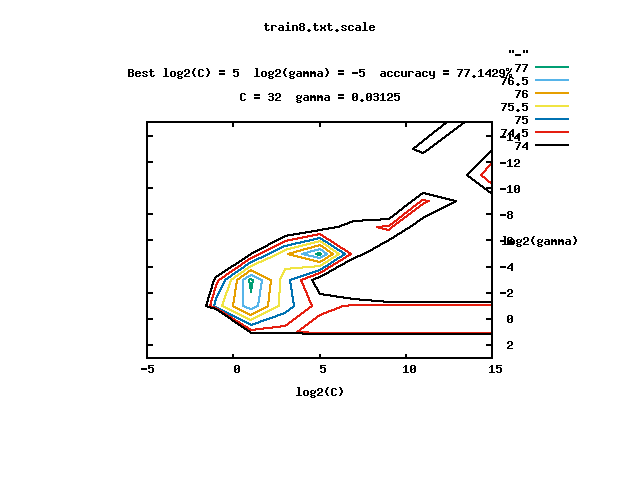 train8.txt.scale
"-"
Best log2(C) = 5  log2(gamma) = -5  accuracy = 77.1429%
77
76.5
76
75.5
75
74.5
74
C = 32  gamma = 0.03125
-14
-12
-10
-8
-6
log2(gamma)
-4
-2
0
2
-5 0 5 10 15
log2(C)